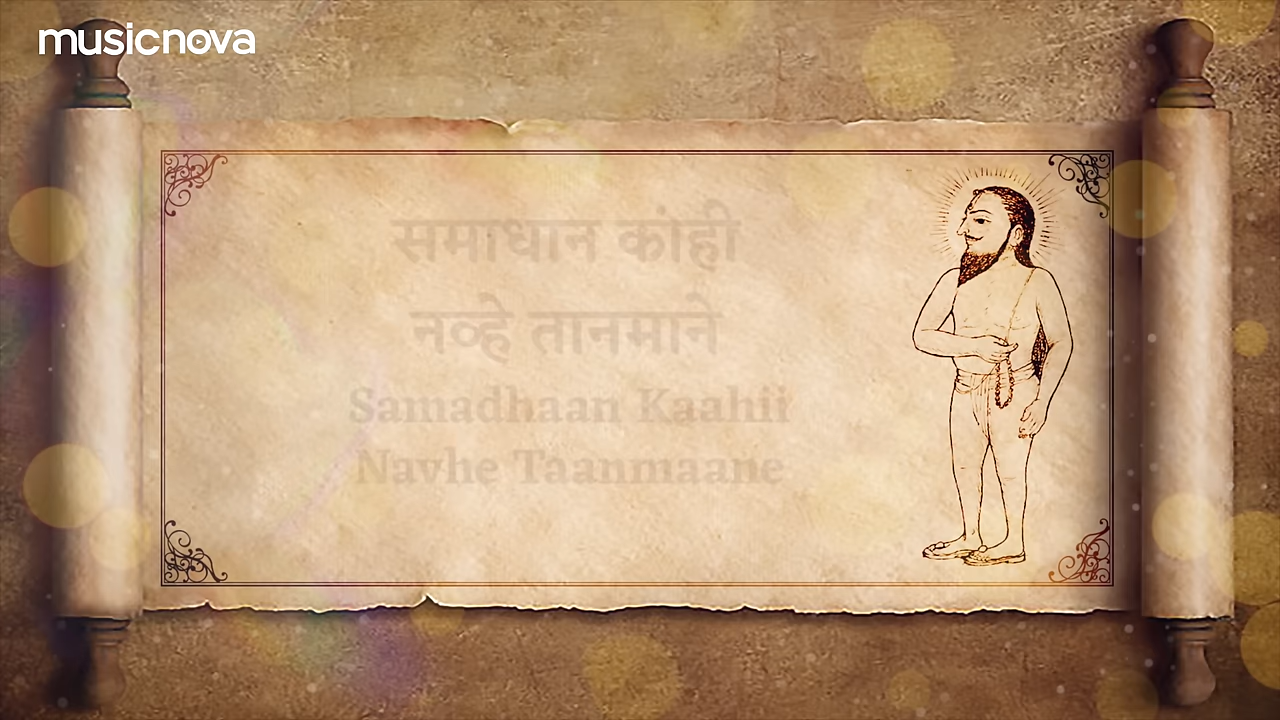 musicnova
समाधान कांही
नव्हे तानमाने
Samadhaan Kaahii
Navhe Taanmaane